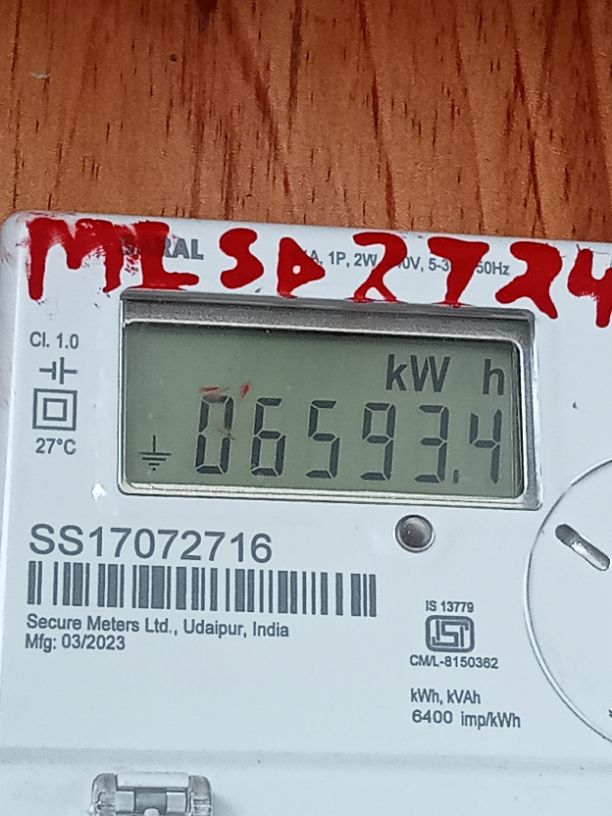 MLSD2724
Cl. 1.0
27°C
kW h
06593.4
SS17072716
Secure Meters Ltd., Udaipur, India
Mfg: 03/2023
IS 13779
CM/L-8150362
kWh, kVAh
6400 imp/kWh